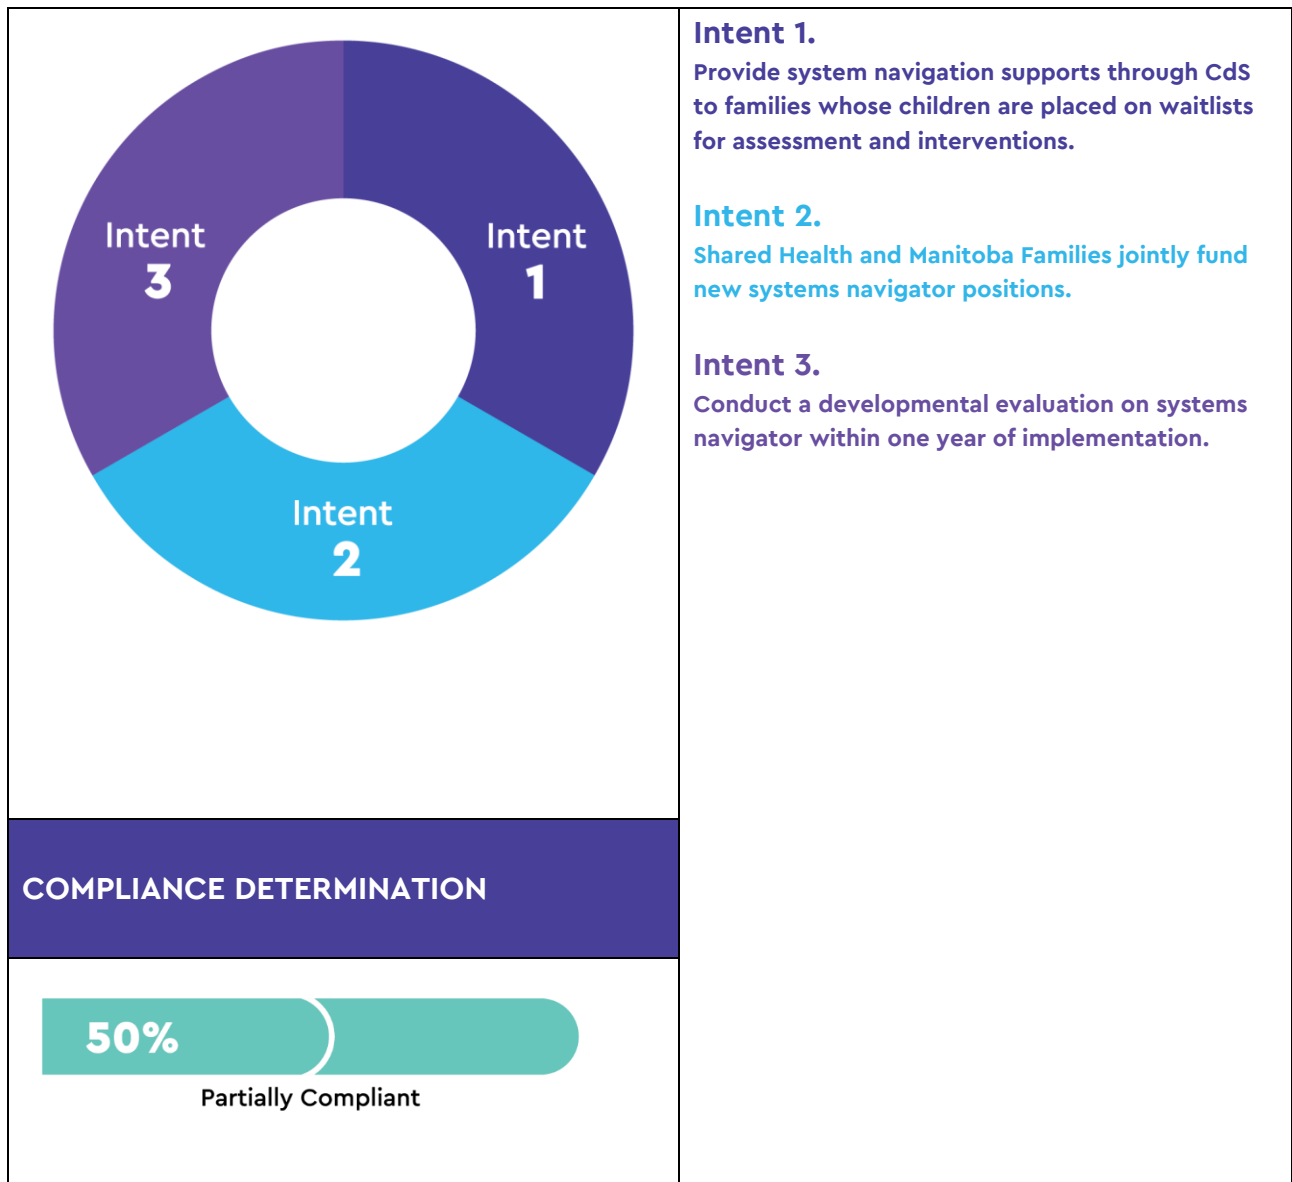 Intent
3
Intent
1
Intent
2
COMPLIANCE DETERMINATION
50%
Partially Compliant
Intent 1.
Provide system navigation supports through CdS
to families whose children are placed on waitlists
for assessment and interventions.
Intent 2.
Shared Health and Manitoba Families jointly fund
new systems navigator positions.
Intent 3.
Conduct a developmental evaluation on systems
navigator within one year of implementation.